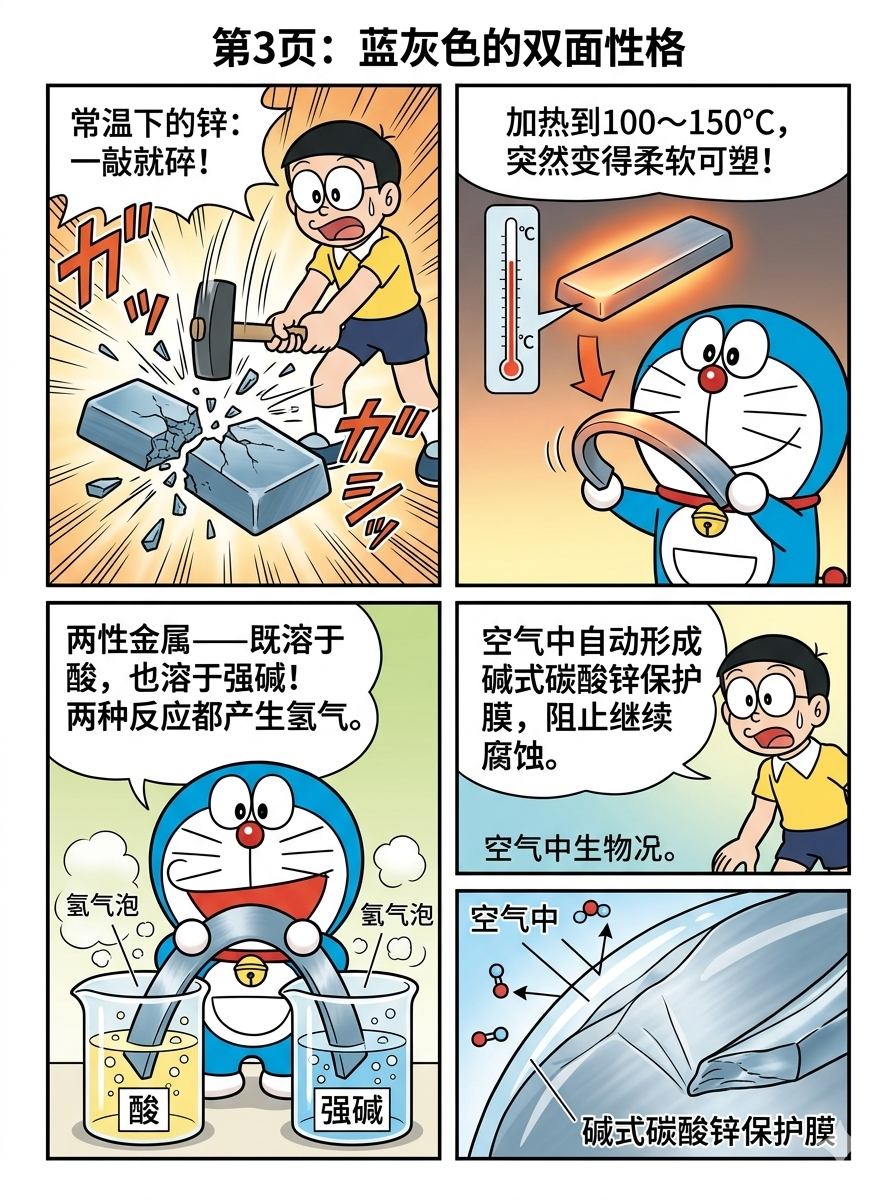 第3页：蓝灰色的双面性格
常温下的锌：
一敲就碎！
ガッ
ッ
ガシッ
加热到100～150°C，
突然变得柔软可塑！
°C
°C
两性金属——既溶于
酸，也溶于强碱！
两种反应都产生氢气。
氢气泡
氢气泡
酸
强碱
空气中自动形成
碱式碳酸锌保护
膜，阻止继续
腐蚀。
空气中生物况。
空气中
碱式碳酸锌保护膜